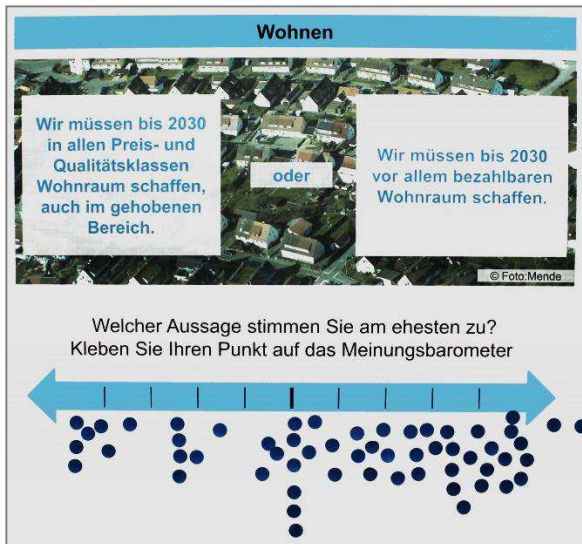 Wohnen
Wir müssen bis 2030
in allen Preis- und
Qualitätsklassen
Wohnraum schaffen,
auch im gehobenen
Bereich.
oder
Wir müssen bis 2030
vor allem bezahlbaren
Wohnraum schaffen.
© Foto:Mende
Welcher Aussage stimmen Sie am ehesten zu?
Kleben Sie Ihren Punkt auf das Meinungsbarometer